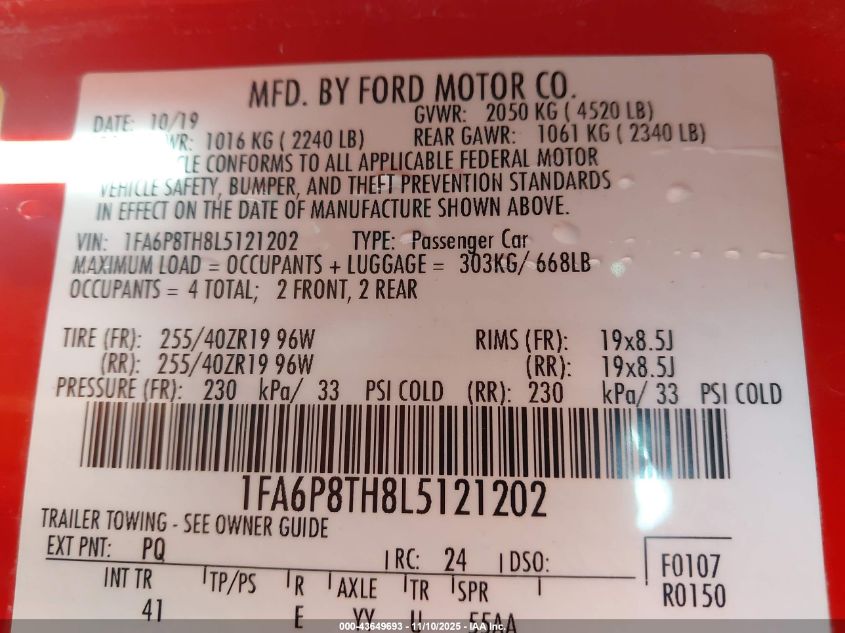 MFD. BY FORD MOTOR CO.
DATE: 10/19 GVWR: 2050 KG ( 4520 LB)
WR: 1016 KG ( 2240 LB) REAR GAWR: 1061 KG ( 2340 LB)
CLE CONFORMS TO ALL APPLICABLE FEDERAL MOTOR
VEHICLE SAFETY, BUMPER, AND THEFT PREVENTION STANDARDS
IN EFFECT ON THE DATE OF MANUFACTURE SHOWN ABOVE.
VIN: 1FA6P8TH8L5121202 TYPE: Passenger Car
MAXIMUM LOAD = OCCUPANTS + LUGGAGE = 303KG/ 668LB
OCCUPANTS = 4 TOTAL; 2 FRONT, 2 REAR
TIRE (FR): 255/40ZR19 96W RIMS (FR): 19x8.5J
(RR): 255/40ZR19 96W (RR): 19x8.5J
PRESSURE (FR): 230 kPa/ 33 PSI COLD (RR): 230 kPa/ 33 PSI COLD
1FA6P8TH8L5121202
TRAILER TOWING - SEE OWNER GUIDE
EXT PNT: PQ RC: 24 DSO: F0107
INT TR TP/PS R AXLE TR SPR R0150
41 E YY U 55AA
000-43649693 - 11/10/2025 - IAA, Inc.